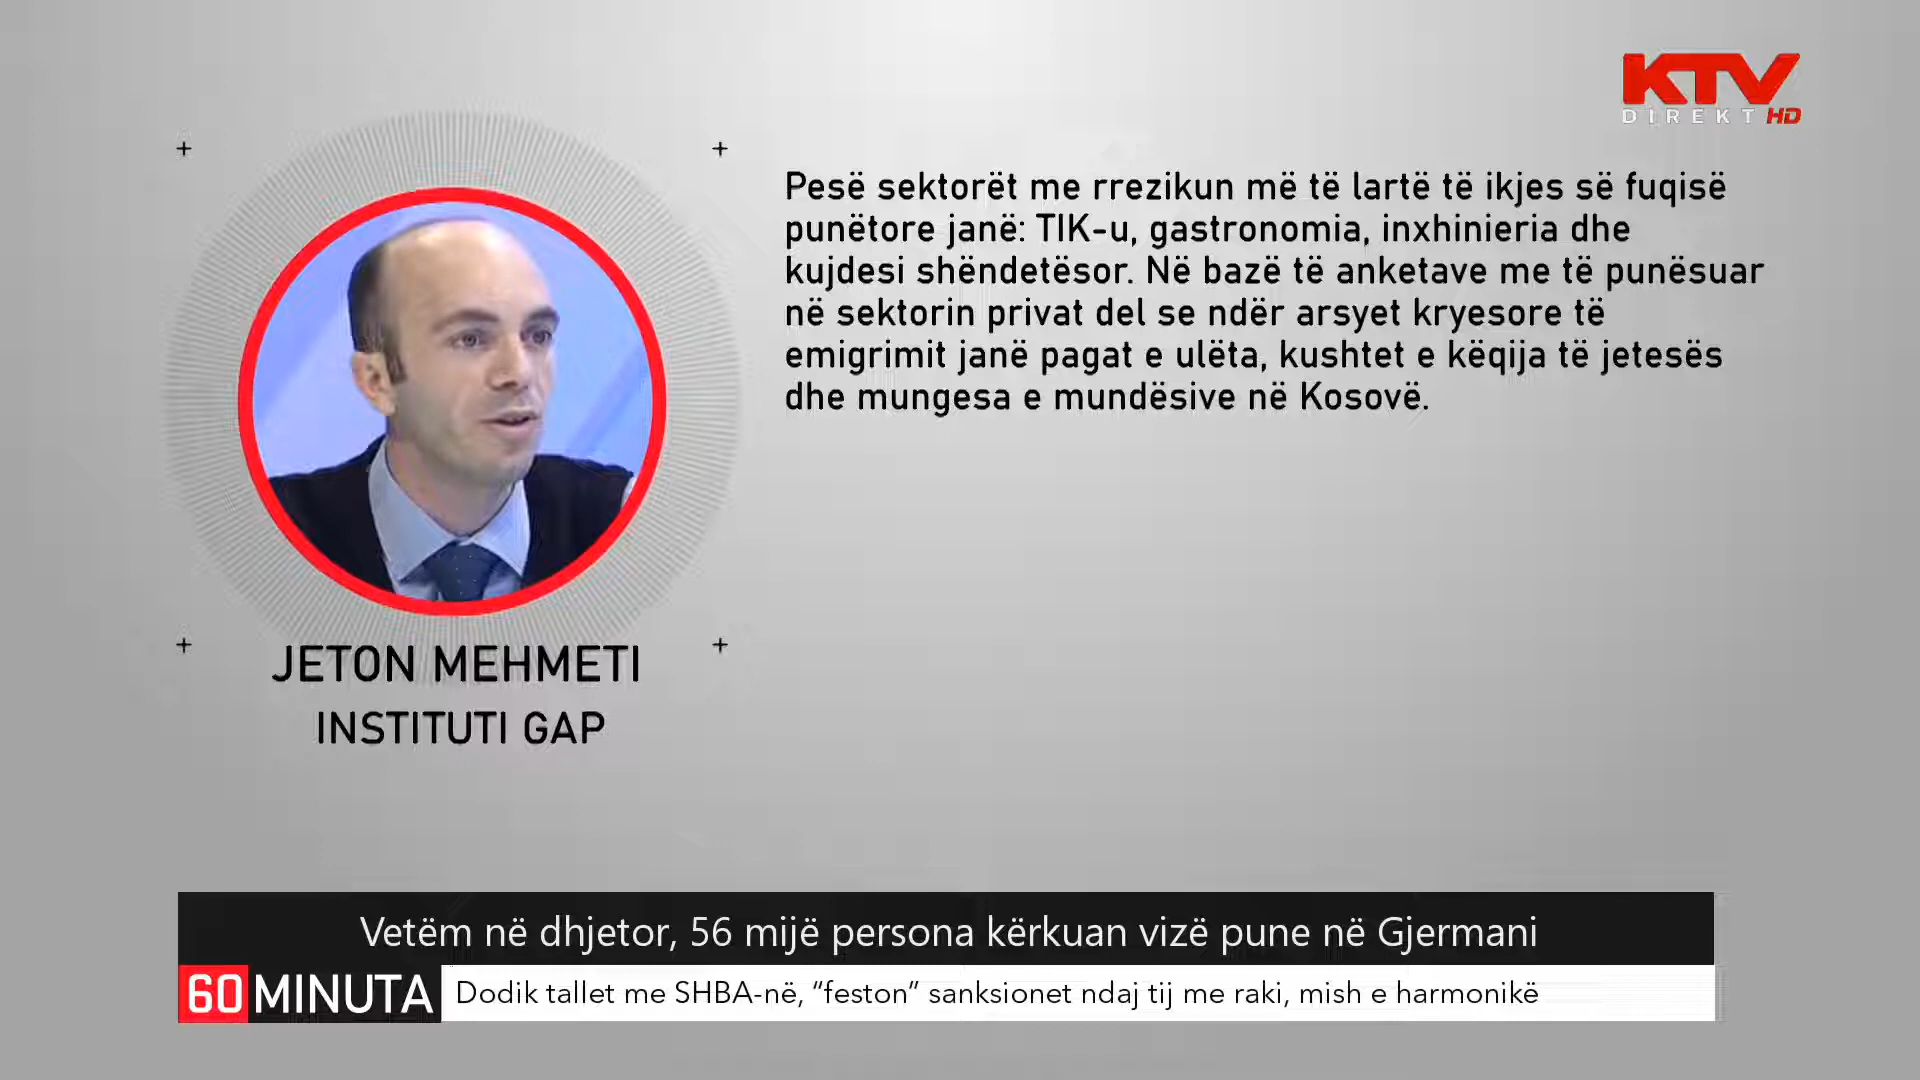 KTV
DIREKT HD
Pesë sektorët me rrezikun më të lartë të ikjes së fuqisë
punëtore janë: TIK-u, gastronomia, inxhinieria dhe
kujdesi shëndetësor. Në bazë të anketave me të punësuar
në sektorin privat del se ndër arsyet kryesore të
emigrimit janë pagat e ulëta, kushtet e këqija të jetesës
dhe mungesa e mundësive në Kosovë.
JETON MEHMETI
INSTITUTI GAP
Vetëm në dhjetor, 56 mijë persona kërkuan vizë pune në Gjermani
60 MINUTA
Dodik tallet me SHBA-në, “feston” sanksionet ndaj tij me raki, mish e harmonikë